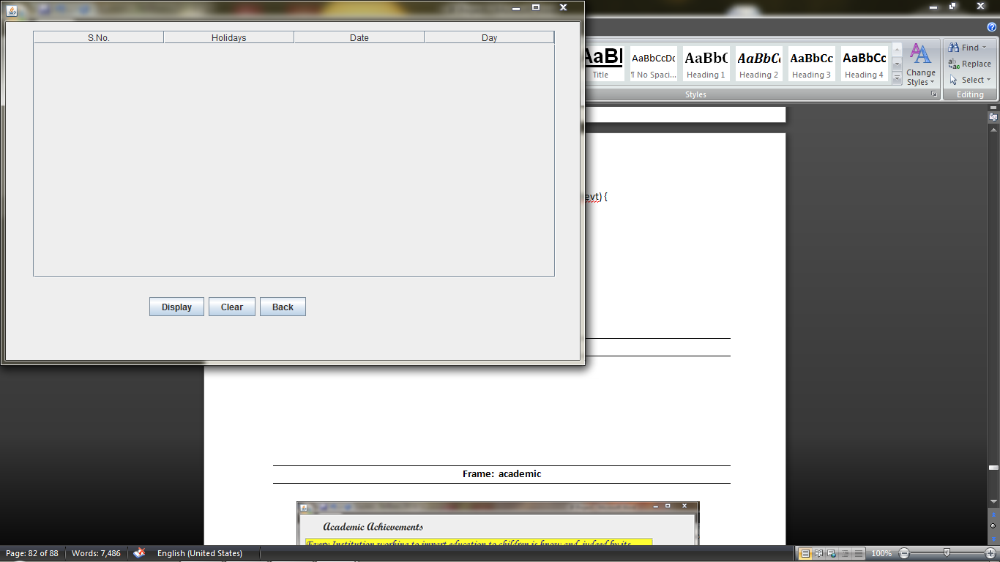 S.No. Holidays Date Day
Display Clear Back
AaBl AaBbCcDc AaBbC AaBbCc AaBbCc AaBbCc
Title ¶ No Spaci... Heading 1 Heading 2 Heading 3 Heading 4
Change
Styles
Styles
Find
Replace
Select
Editing
evt) {
Frame: academic
Academic Achievements
Every Institution working to impart education to children is know and judged by its
Page: 82 of 88 Words: 7,486 English (United States) 100%